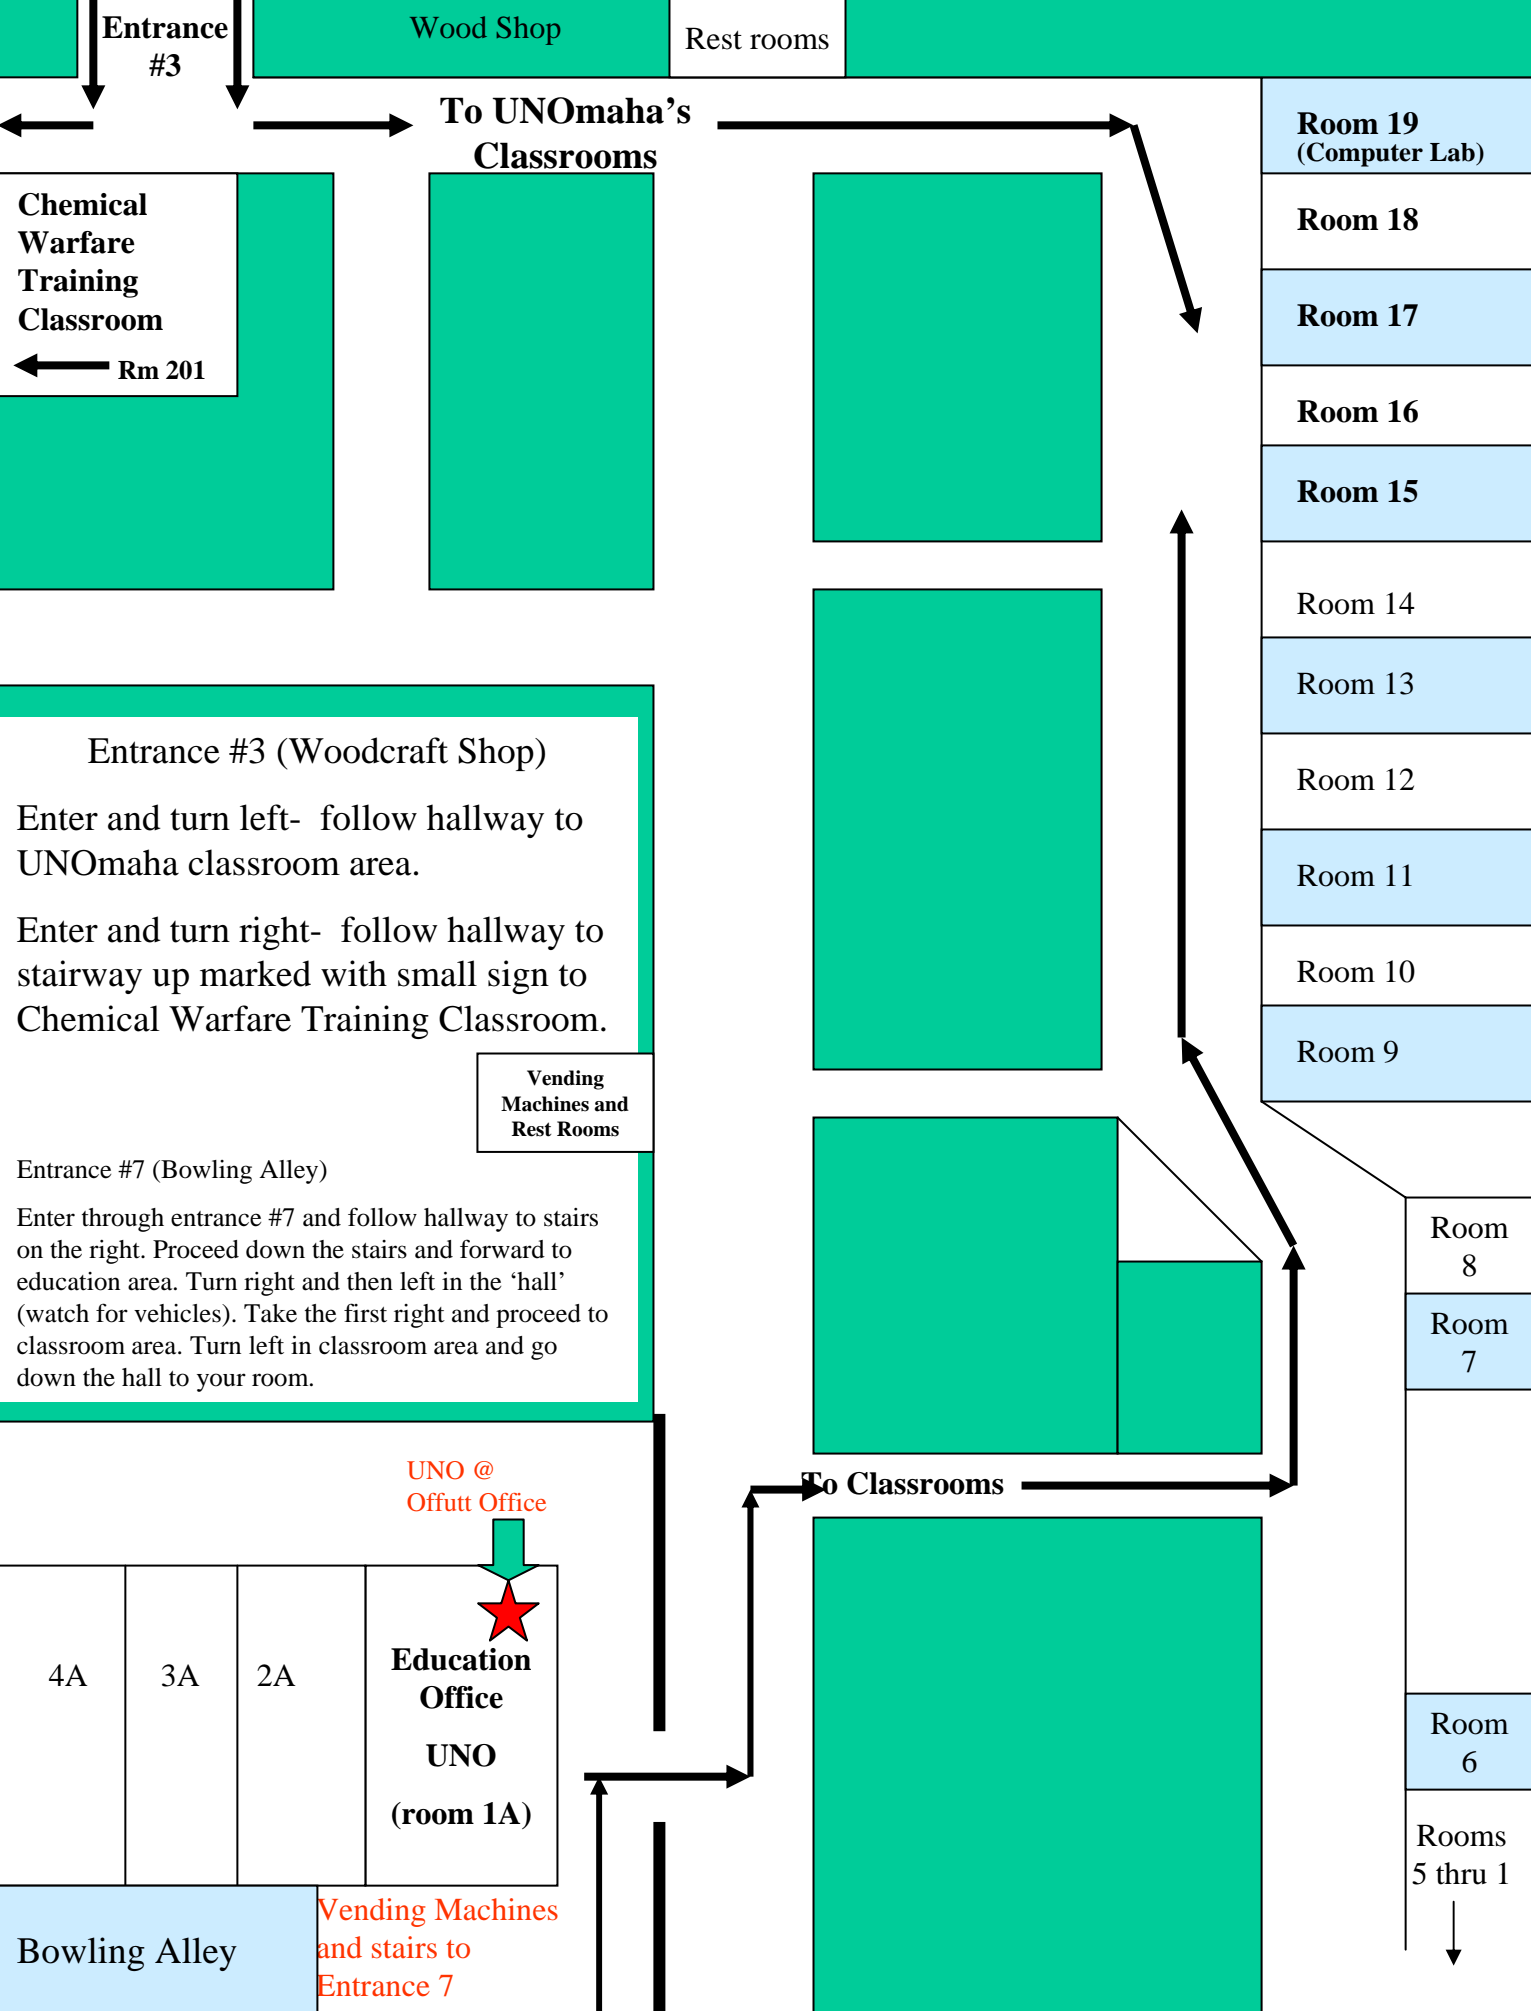 Entrance
#3
Wood Shop
Rest rooms
To UNOmaha's
Classrooms
Chemical
Warfare
Training
Classroom
Rm 201
Room 19
(Computer Lab)
Room 18
Room 17
Room 16
Room 15
Room 14
Room 13
Room 12
Room 11
Room 10
Room 9
Entrance #3 (Woodcraft Shop)
Enter and turn left-  follow hallway to
UNOmaha classroom area.
Enter and turn right-  follow hallway to
stairway up marked with small sign to
Chemical Warfare Training Classroom.
Vending
Machines and
Rest Rooms
Entrance #7 (Bowling Alley)
Enter through entrance #7 and follow hallway to stairs
on the right. Proceed down the stairs and forward to
education area. Turn right and then left in the ‘hall’
(watch for vehicles). Take the first right and proceed to
classroom area. Turn left in classroom area and go
down the hall to your room.
Room
8
Room
7
UNO @
Offutt Office
To Classrooms
4A
3A
2A
Education
Office
UNO
(room 1A)
Room
6
Rooms
5 thru 1
Bowling Alley
Vending Machines
and stairs to
Entrance 7